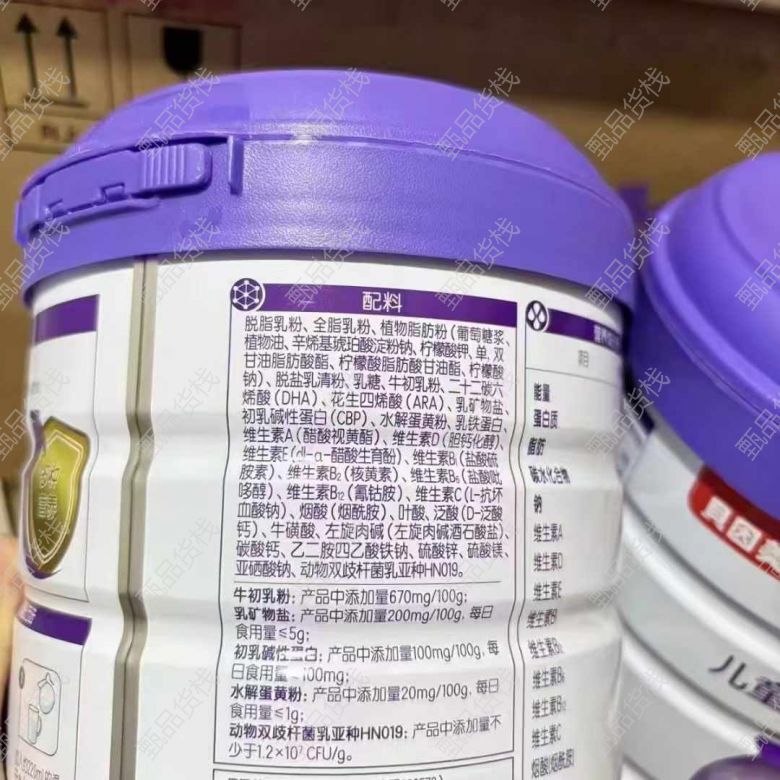 配料
脱脂乳粉、全脂乳粉、植物脂肪粉（葡萄糖浆、
植物油、辛烯基琥珀酸淀粉钠、柠檬酸钾、单，双
甘油脂肪酸酯、柠檬酸脂肪酸甘油酯、柠檬酸
钠）、脱盐乳清粉、乳糖、牛初乳粉、二十二碳六
烯酸（DHA）、花生四烯酸（ARA）、乳矿物盐、
初乳碱性蛋白（CBP）、水解蛋黄粉、乳铁蛋白、
维生素A（醋酸视黄酯）、维生素D（胆钙化醇）、
维生素E（dl-α-醋酸生育酚）、维生素B₁（盐酸硫
胺素）、维生素B₂（核黄素）、维生素B₆（盐酸吡
哆醇）、维生素B₁₂（氰钴胺）、维生素C（L-抗坏
血酸钠）、烟酸（烟酰胺）、叶酸、泛酸（D-泛酸
钙）、牛磺酸、左旋肉碱（左旋肉碱酒石酸盐）、
碳酸钙、乙二胺四乙酸铁钠、硫酸锌、硫酸镁、
亚硒酸钠、动物双歧杆菌乳亚种HN019。
牛初乳粉：产品中添加量670mg/100g；
乳矿物盐：产品中添加量200mg/100g，每日
食用量≤5g；
初乳碱性蛋白：产品中添加量100mg/100g，每
日食用量≤100mg；
水解蛋黄粉：产品中添加量20mg/100g，每日
食用量≤1g；
动物双歧杆菌乳亚种HN019：产品中添加量不
少于1.2×10⁷ CFU/g。
项目
能量
蛋白质
脂肪
碳水化合物
钠
维生素A
维生素D
维生素E
维生素B₁
维生素B₂
维生素B₆
维生素B₁₂
维生素C
烟酸(烟酰胺)
贝因美
儿童
甄品货栈